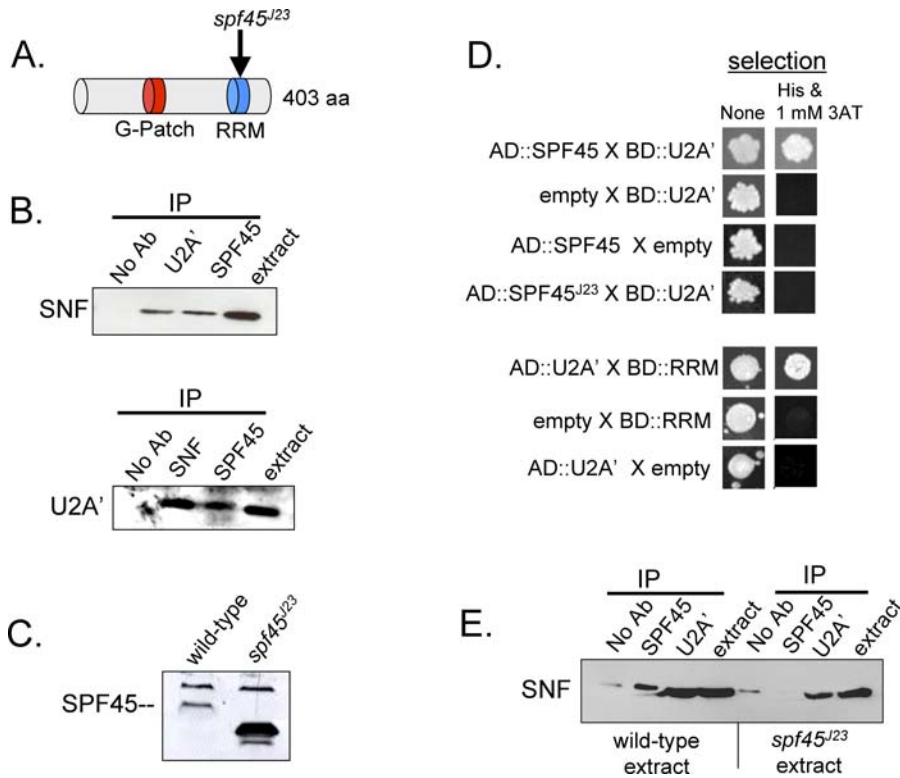 A.
spf45J23
403 aa
G-Patch RRM
B.
IP
No Ab U2A' SPF45 extract
SNF
IP
No Ab SNF SPF45 extract
U2A'
C.
wild-type spf45J23
SPF45--
D.
selection
None His & 1 mM 3AT
AD::SPF45 X BD::U2A'
empty X BD::U2A'
AD::SPF45 X empty
AD::SPF45J23 X BD::U2A'
AD::U2A' X BD::RRM
empty X BD::RRM
AD::U2A' X empty
E.
IP IP
No Ab SPF45 U2A' extract No Ab SPF45 U2A' extract
SNF
wild-type extract
spf45J23 extract